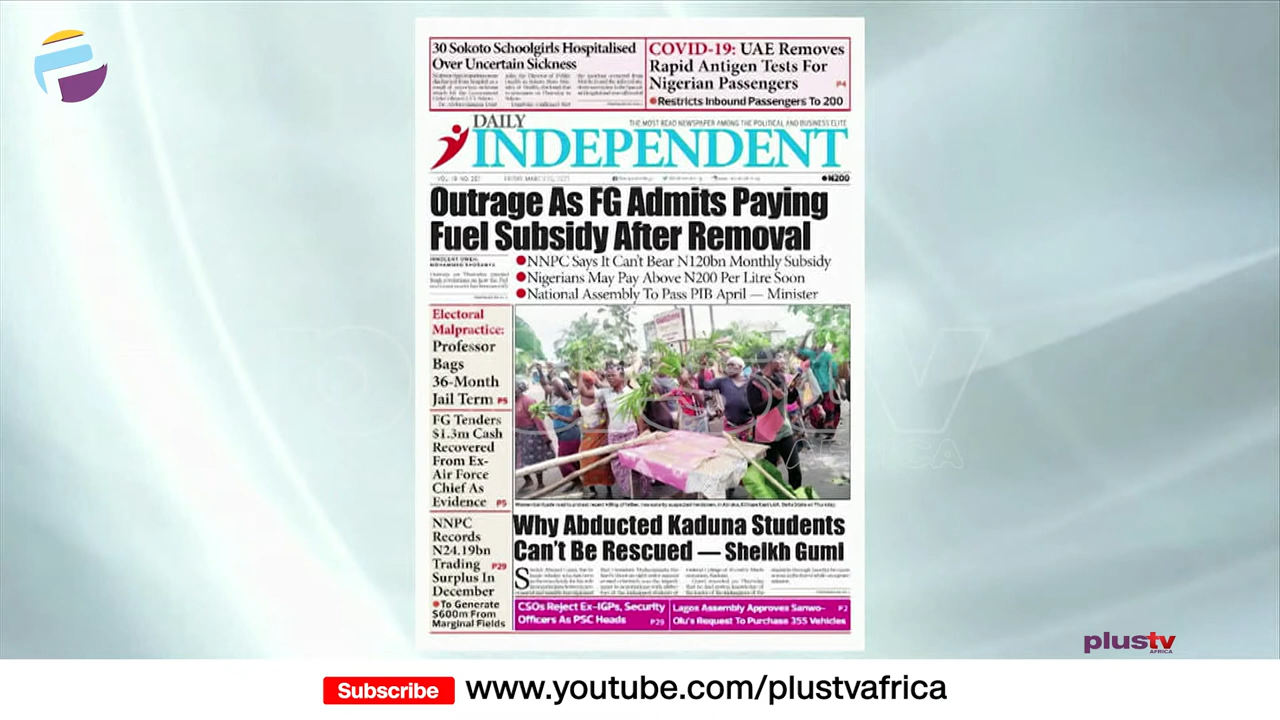 30 Sokoto Schoolgirls Hospitalised
Over Uncertain Sickness
COVID-19: UAE Removes
Rapid Antigen Tests For
Nigerian Passengers P4
Restricts Inbound Passengers To 200
DAILY
THE MOST READ NEWSPAPER AMONG THE POLITICAL AND BUSINESS ELITE
INDEPENDENT
N200
Outrage As FG Admits Paying
Fuel Subsidy After Removal
NNPC Says It Can't Bear N120bn Monthly Subsidy
Nigerians May Pay Above N200 Per Litre Soon
National Assembly To Pass PIB April — Minister
Electoral
Malpractice:
Professor
Bags
36-Month
Jail Term P5
FG Tenders
$1.3m Cash
Recovered
From Ex-
Air Force
Chief As
Evidence P5
NNPC
Records
N24.19bn
Trading P29
Surplus In
December
To Generate
$600m From
Marginal Fields
Why Abducted Kaduna Students
Can't Be Rescued — Sheikh Gumi
CSOs Reject Ex-IGPs, Security
Officers As PSC Heads P29
Lagos Assembly Approves Sanwo- P2
Olu's Request To Purchase 355 Vehicles
plustv
AFRICA
plustv
AFRICA
Subscribe www.youtube.com/plustvafrica